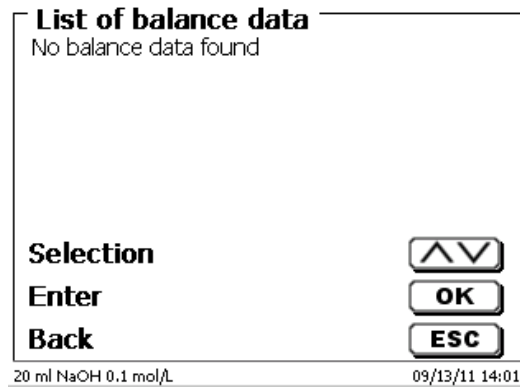 List of balance data
No balance data found
Selection
Enter OK
Back ESC
20 ml NaOH 0.1 mol/L 09/13/11 14:01